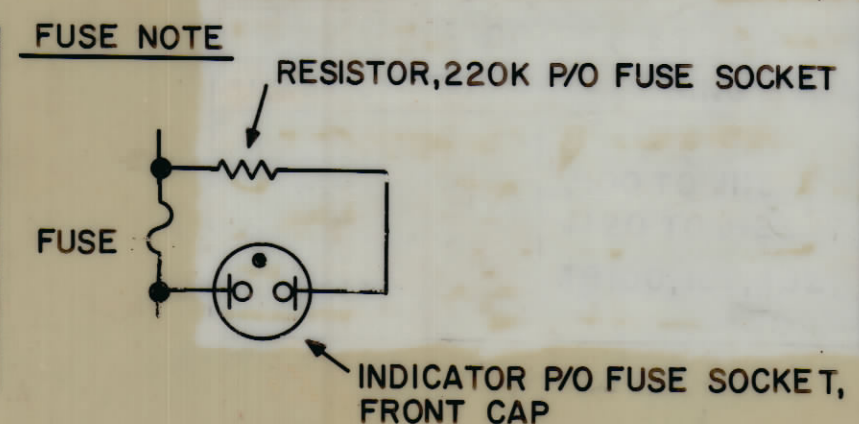 FUSE NOTE
RESISTOR,220K P/O FUSE SOCKET
FUSE
INDICATOR P/O FUSE SOCKET,
FRONT CAP